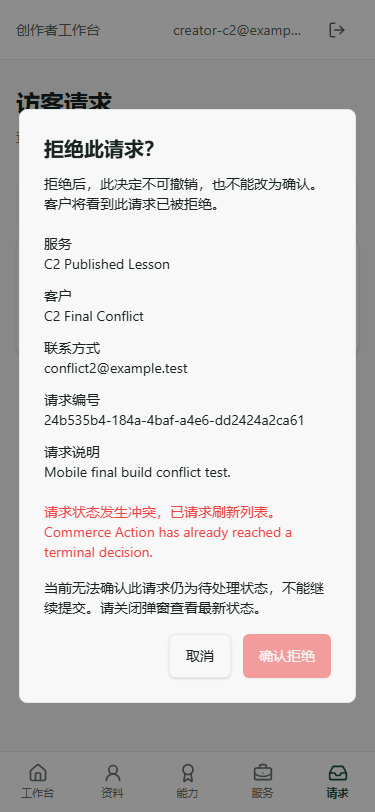 创作者工作台
creator-c2@examp...
访客请求
拒绝此请求？
拒绝后，此决定不可撤销，也不能改为确认。
客户将看到此请求已被拒绝。
服务
C2 Published Lesson
客户
C2 Final Conflict
联系方式
conflict2@example.test
请求编号
24b535b4-184a-4baf-a4e6-dd2424a2ca61
请求说明
Mobile final build conflict test.
请求状态发生冲突，已请求刷新列表。
Commerce Action has already reached a
terminal decision.
当前无法确认此请求仍为待处理状态，不能继
续提交。请关闭弹窗查看最新状态。
取消
确认拒绝
工作台
资料
能力
服务
请求